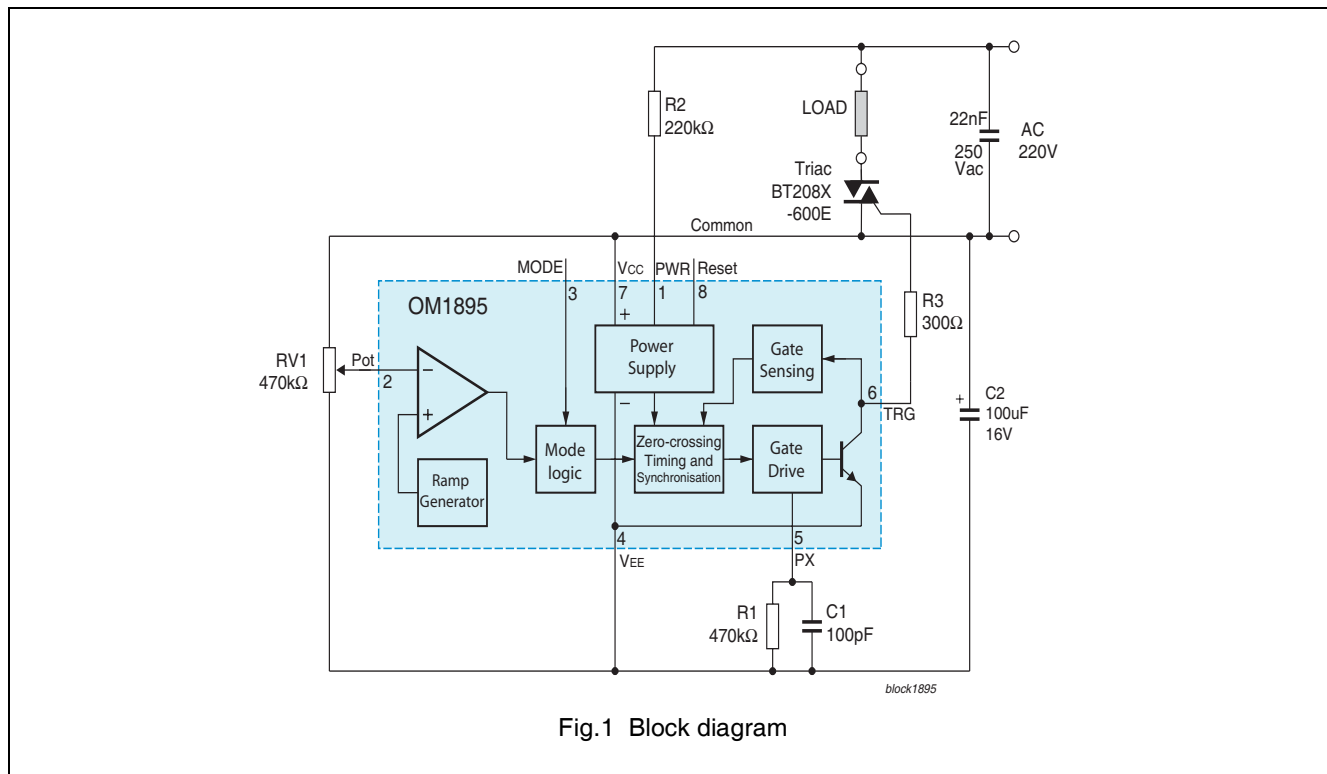 R2
220kΩ
LOAD
22nF
250
Vac
AC
220V
Triac
BT208X
-600E
Common
MODE
VCC
PWR
Reset
3
7
1
8
OM1895
+
R3
300Ω
RV1
470kΩ
Pot
2
−
+
Power
Supply
−
Gate
Sensing
6
TRG
+
C2
100uF
16V
Mode
logic
Zero-crossing
Timing and
Synchronisation
Gate
Drive
Ramp
Generator
4
VEE
5
PX
R1
470kΩ
C1
100pF
block1895
Fig.1 Block diagram